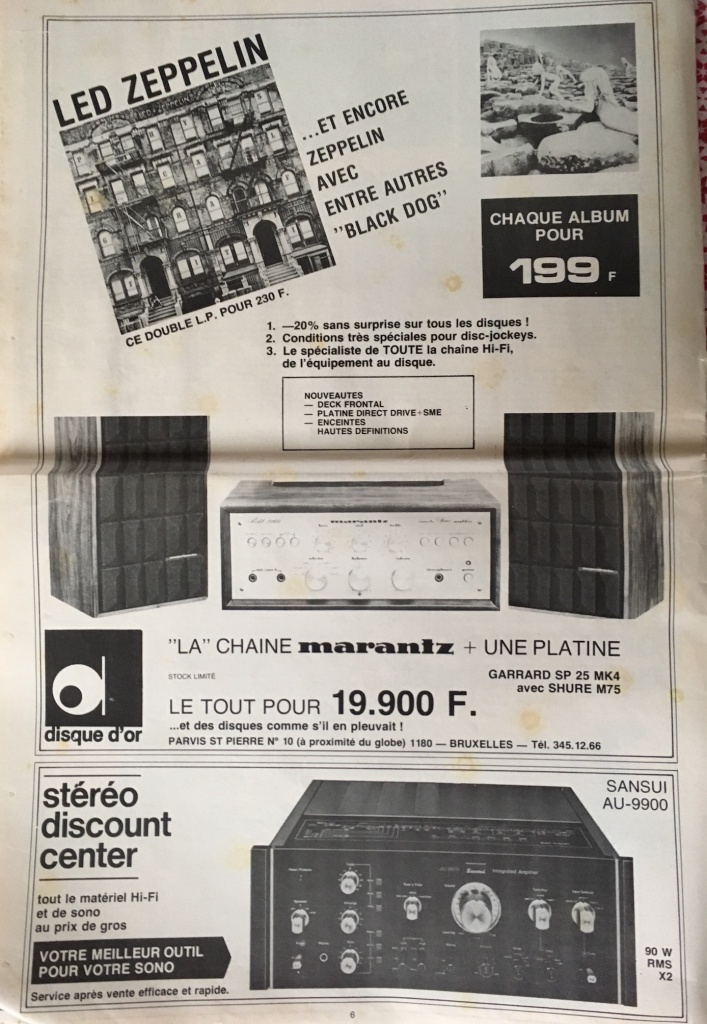 LED ZEPPELIN
...ET ENCORE
ZEPPELIN
AVEC
ENTRE AUTRES
"BLACK DOG"
CE DOUBLE L.P. POUR 230 F.
CHAQUE ALBUM
POUR
199 F
1. —20% sans surprise sur tous les disques !
2. Conditions très spéciales pour disc-jockeys.
3. Le spécialiste de TOUTE la chaîne Hi-Fi,
de l'équipement au disque.
NOUVEAUTES
— DECK FRONTAL
— PLATINE DIRECT DRIVE+SME
— ENCEINTES
HAUTES DEFINITIONS
marantz
"LA" CHAINE marantz + UNE PLATINE
STOCK LIMITÉ
GARRARD SP 25 MK4
avec SHURE M75
LE TOUT POUR 19.900 F.
...et des disques comme s'il en pleuvait !
PARVIS ST PIERRE N° 10 (à proximité du globe) 1180 — BRUXELLES — Tél. 345.12.66
d
disque d'or
stéréo
discount
center
tout le matériel Hi-Fi
et de sono
au prix de gros
VOTRE MEILLEUR OUTIL
POUR VOTRE SONO
Service après vente efficace et rapide.
SANSUI
AU-9900
Sansui Integrated Amplifier
90 W
RMS
X2
6